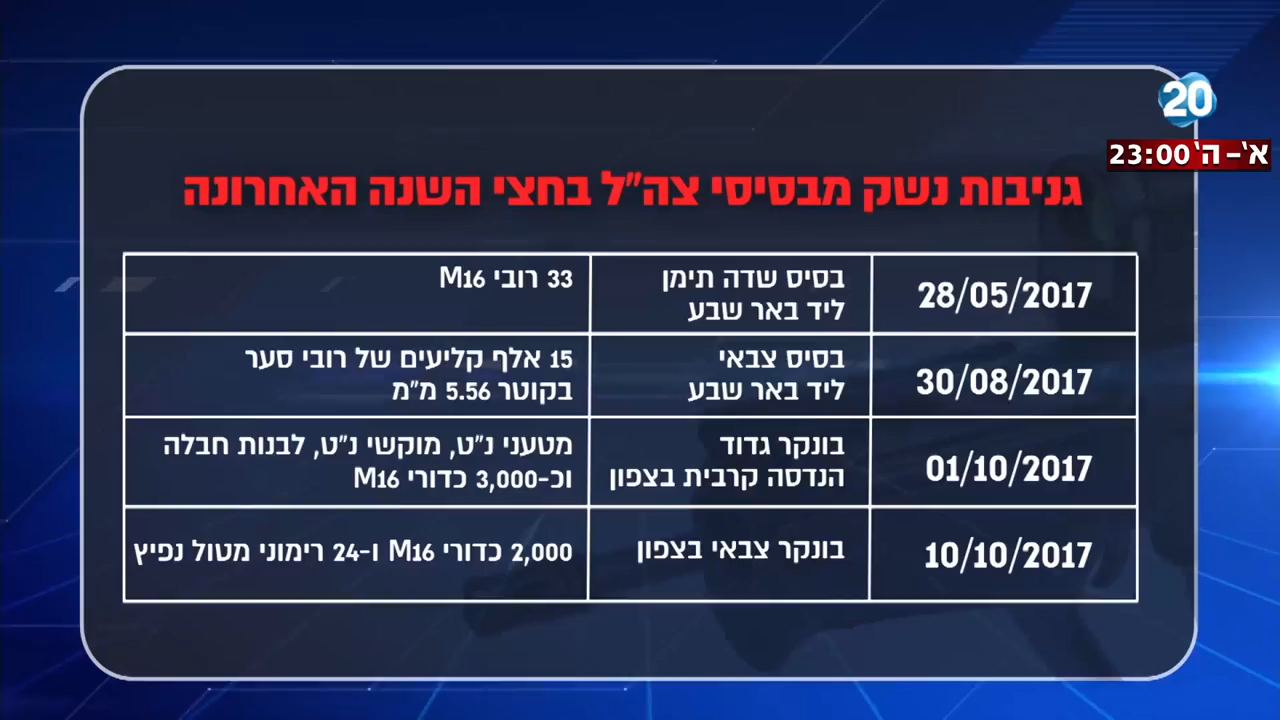 20
א'-ה' 23:00
גניבות נשק מבסיסי צה"ל בחצי השנה האחרונה
28/05/2017
בסיס שדה תימן
ליד באר שבע
33 רובי M16
30/08/2017
בסיס צבאי
ליד באר שבע
15 אלף קליעים של רובי סער
בקוטר 5.56 מ"מ
01/10/2017
בונקר גדוד
הנדסה קרבית בצפון
מטעני נ"ט, מוקשי נ"ט, לבנות חבלה
וכ-3,000 כדורי M16
10/10/2017
בונקר צבאי בצפון
2,000 כדורי M16 ו-24 רימוני מטול נפיץ